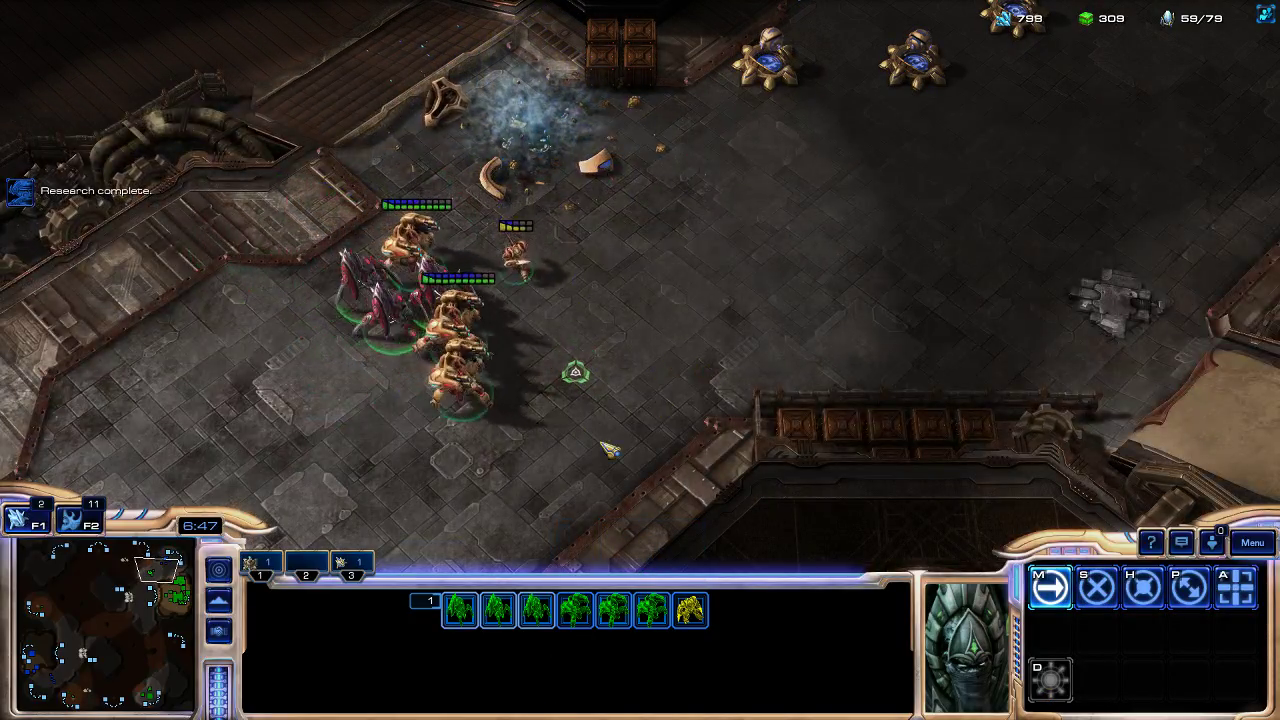 799 309 59/79
Research complete.
2 11
F1 F2
6:47
0
? Menu
1 1
1 2 3
1
M S H P A
D